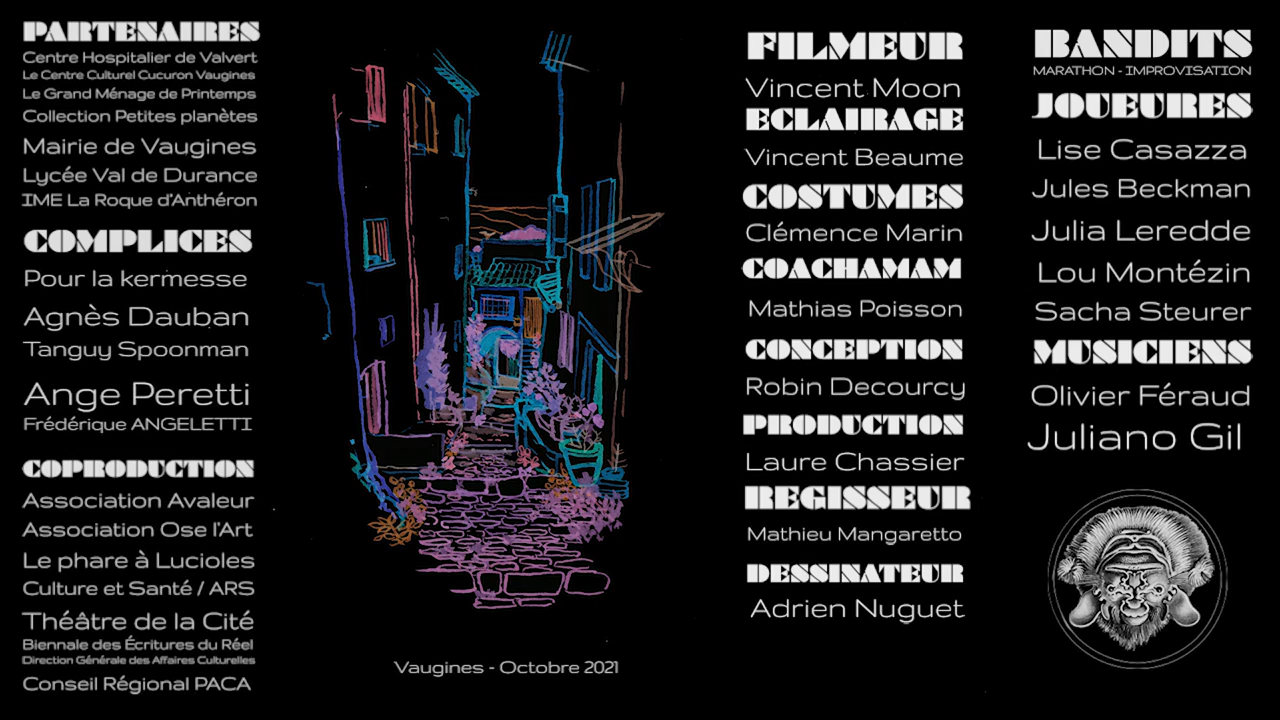 PARTENAIRES
Centre Hospitalier de Valvert
Le Centre Culturel Cucuron Vaugines
Le Grand Ménage de Printemps
Collection Petites planètes
Mairie de Vaugines
Lycée Val de Durance
IME La Roque d'Anthéron
COMPLICES
Pour la kermesse
Agnès Dauban
Tanguy Spoonman
Ange Peretti
Frédérique ANGELETTI
COPRODUCTION
Association Avaleur
Association Ose l'Art
Le phare à Lucioles
Culture et Santé / ARS
Théâtre de la Cité
Biennale des Écritures du Réel
Direction Générale des Affaires Culturelles
Conseil Régional PACA
Vaugines - Octobre 2021
FILMEUR
Vincent Moon
ECLAIRAGE
Vincent Beaume
COSTUMES
Clémence Marin
COACHAMAM
Mathias Poisson
CONCEPTION
Robin Decourcy
PRODUCTION
Laure Chassier
REGISSEUR
Mathieu Mangaretto
DESSINATEUR
Adrien Nuguet
BANDITS
MARATHON - IMPROVISATION
JOUEURES
Lise Casazza
Jules Beckman
Julia Leredde
Lou Montézin
Sacha Steurer
MUSICIENS
Olivier Féraud
Juliano Gil